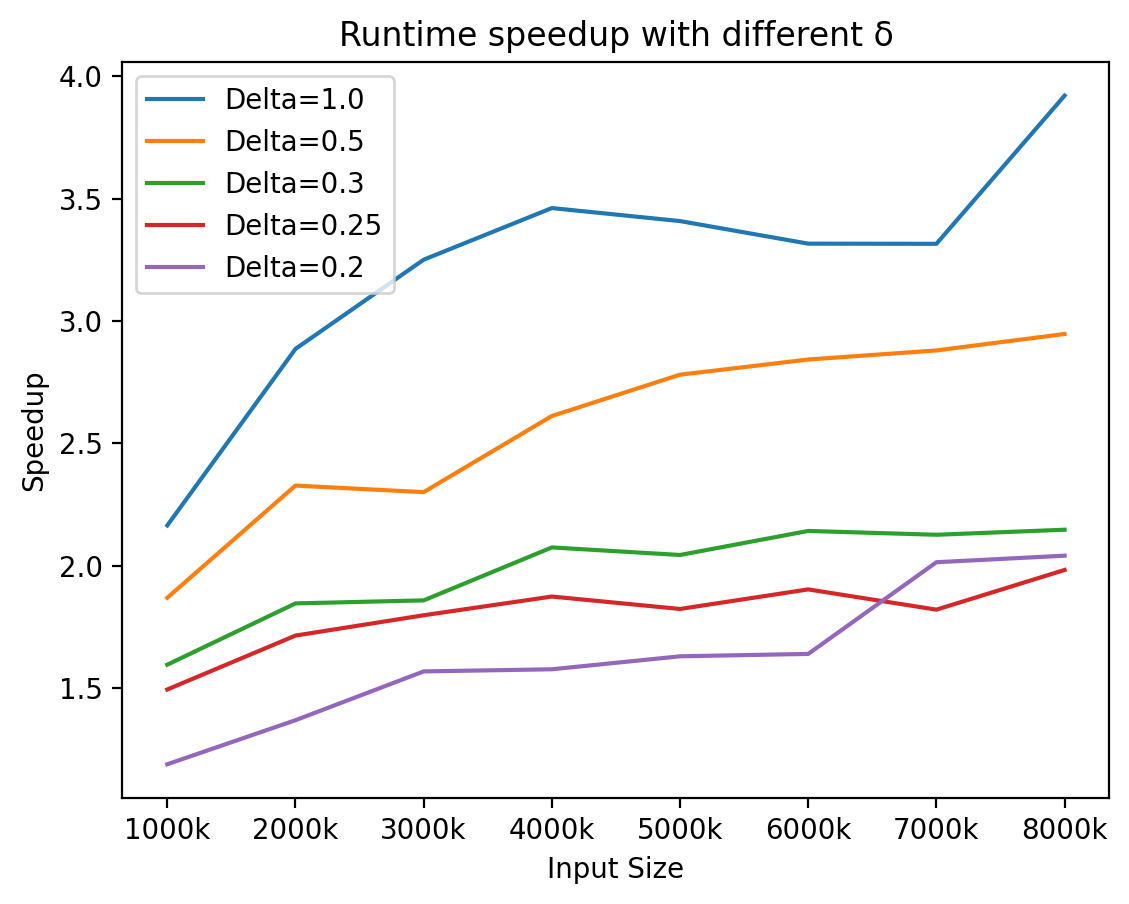 Runtime speedup with different δ
4.0
3.5
3.0
2.5
2.0
1.5
Speedup
Delta=1.0
Delta=0.5
Delta=0.3
Delta=0.25
Delta=0.2
1000k 2000k 3000k 4000k 5000k 6000k 7000k 8000k
Input Size